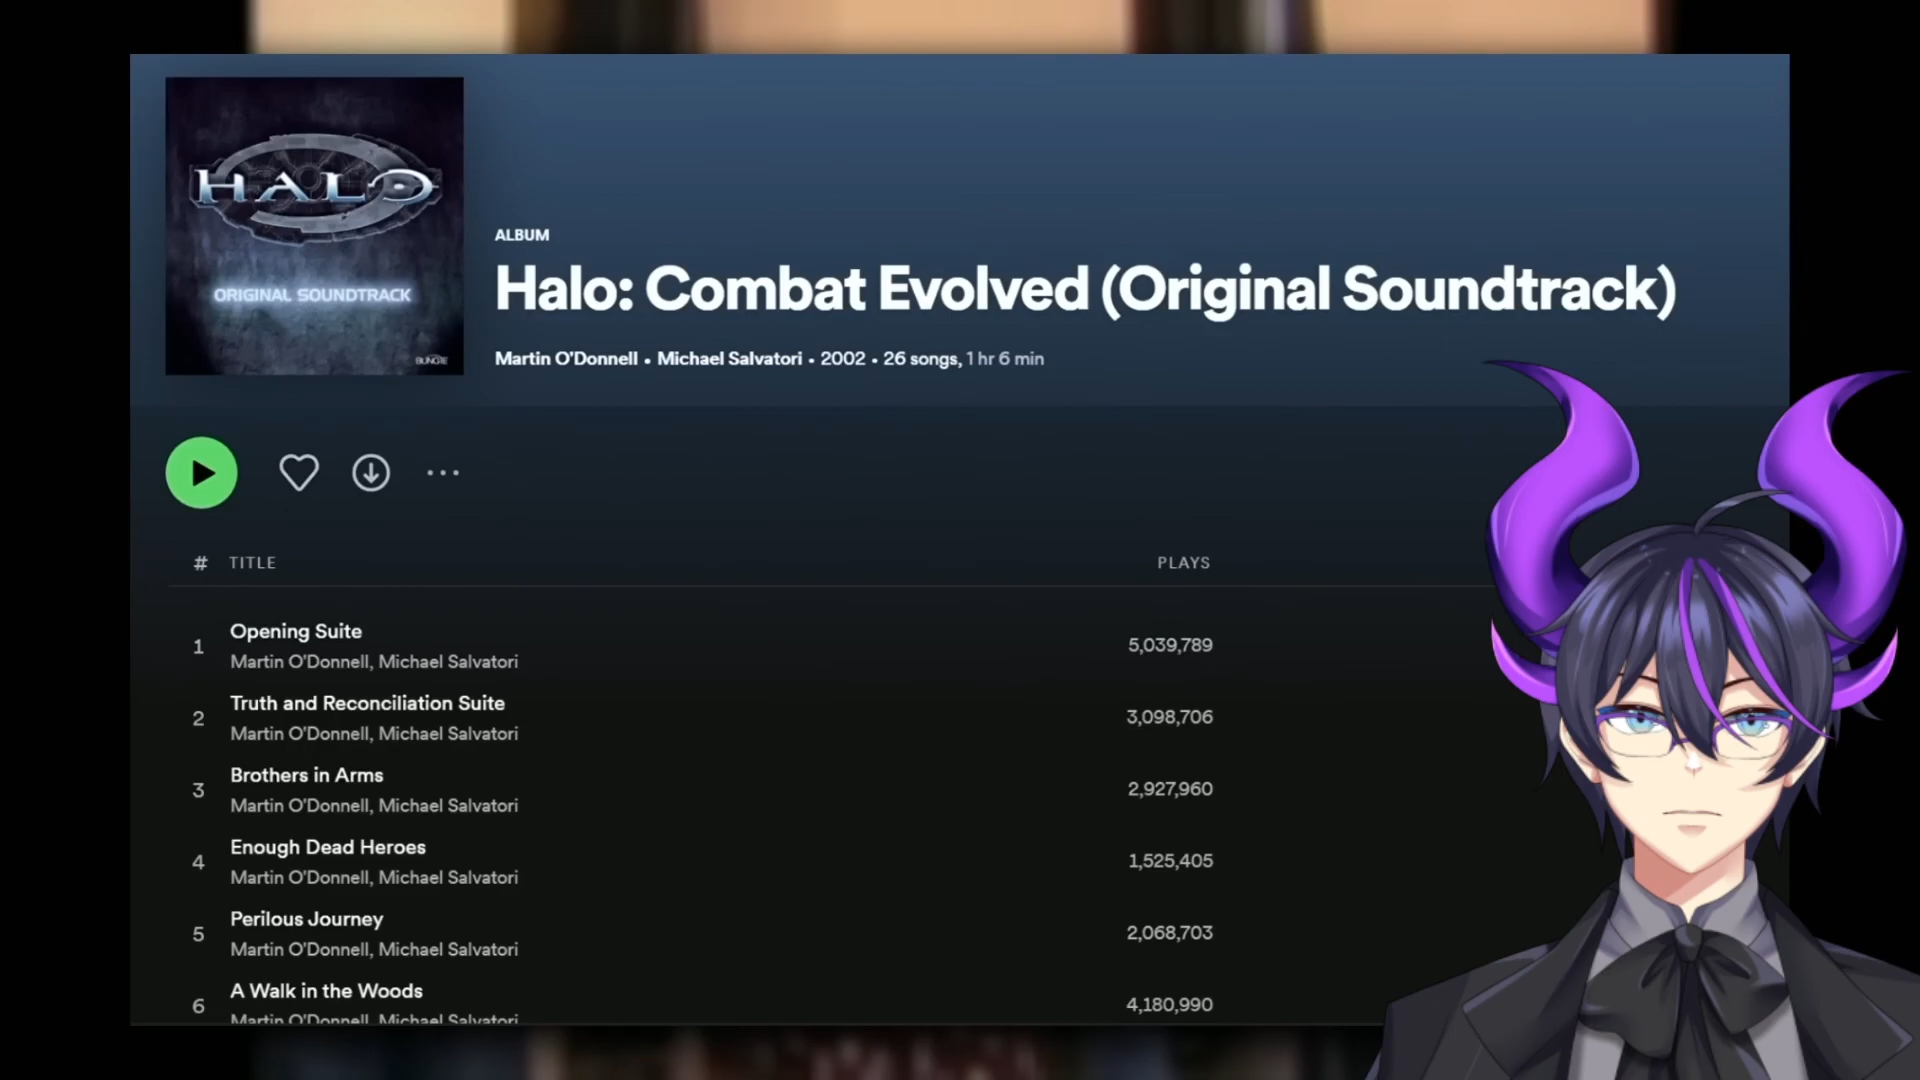 HALO
ORIGINAL SOUNDTRACK
BUNGIE
ALBUM
Halo: Combat Evolved (Original Soundtrack)
Martin O'Donnell • Michael Salvatori • 2002 • 26 songs, 1 hr 6 min
# TITLE PLAYS
1 Opening Suite 5,039,789
Martin O'Donnell, Michael Salvatori
2 Truth and Reconciliation Suite 3,098,706
Martin O'Donnell, Michael Salvatori
3 Brothers in Arms 2,927,960
Martin O'Donnell, Michael Salvatori
4 Enough Dead Heroes 1,525,405
Martin O'Donnell, Michael Salvatori
5 Perilous Journey 2,068,703
Martin O'Donnell, Michael Salvatori
6 A Walk in the Woods 4,180,990
Martin O'Donnell, Michael Salvatori